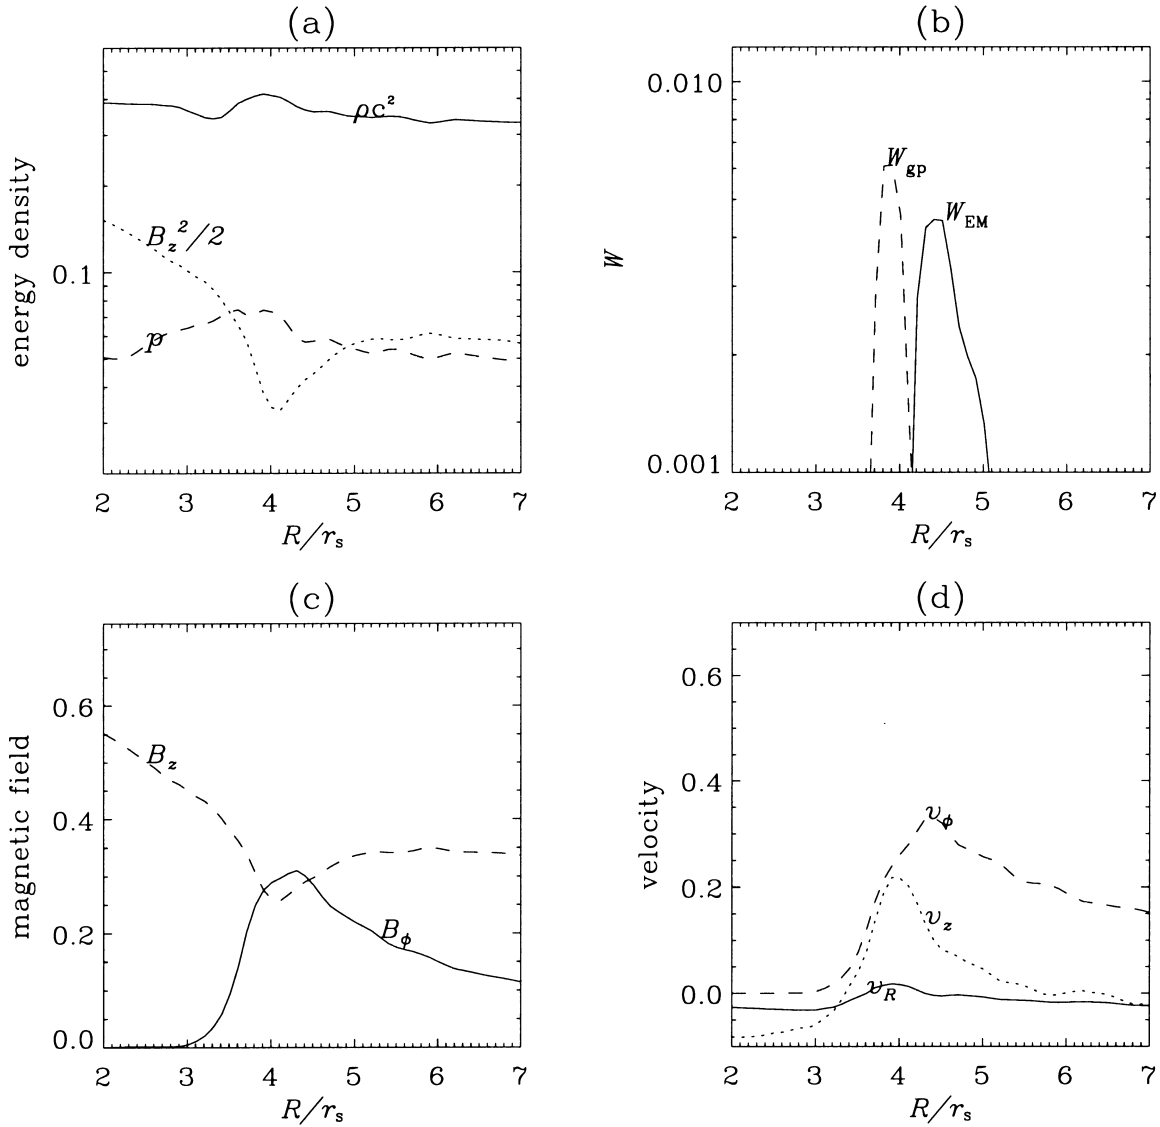 (a)
energy density
0.1
ρc²
B_z²/2
p
2 3 4 5 6 7
R/r_s
(b)
W
0.010
0.001
W_gp
W_EM
2 3 4 5 6 7
R/r_s
(c)
magnetic field
0.6
0.4
0.2
0.0
B_z
B_ϕ
2 3 4 5 6 7
R/r_s
(d)
velocity
0.6
0.4
0.2
0.0
υ_ϕ
υ_z
υ_R
2 3 4 5 6 7
R/r_s